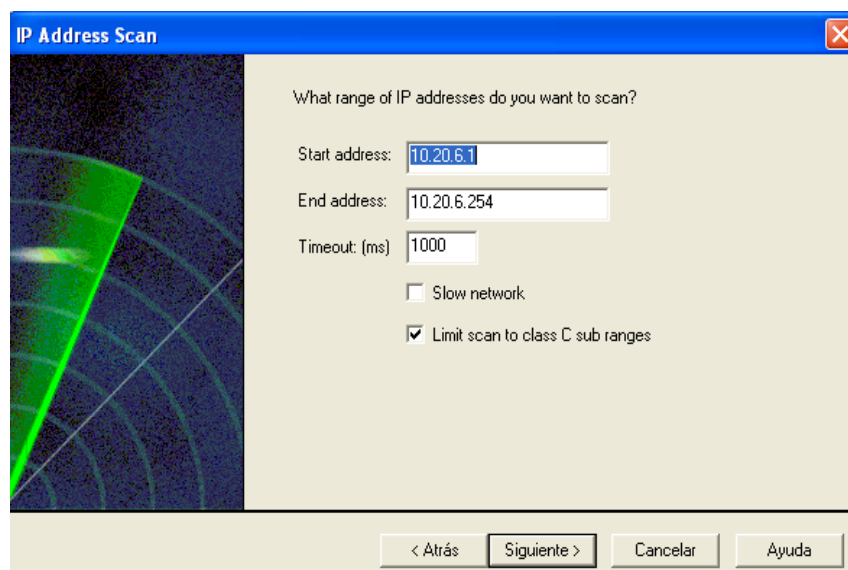 IP Address Scan
What range of IP addresses do you want to scan?
Start address: 10.20.6.1
End address: 10.20.6.254
Timeout: (ms) 1000
Slow network
Limit scan to class C sub ranges
< Atrás Siguiente > Cancelar Ayuda